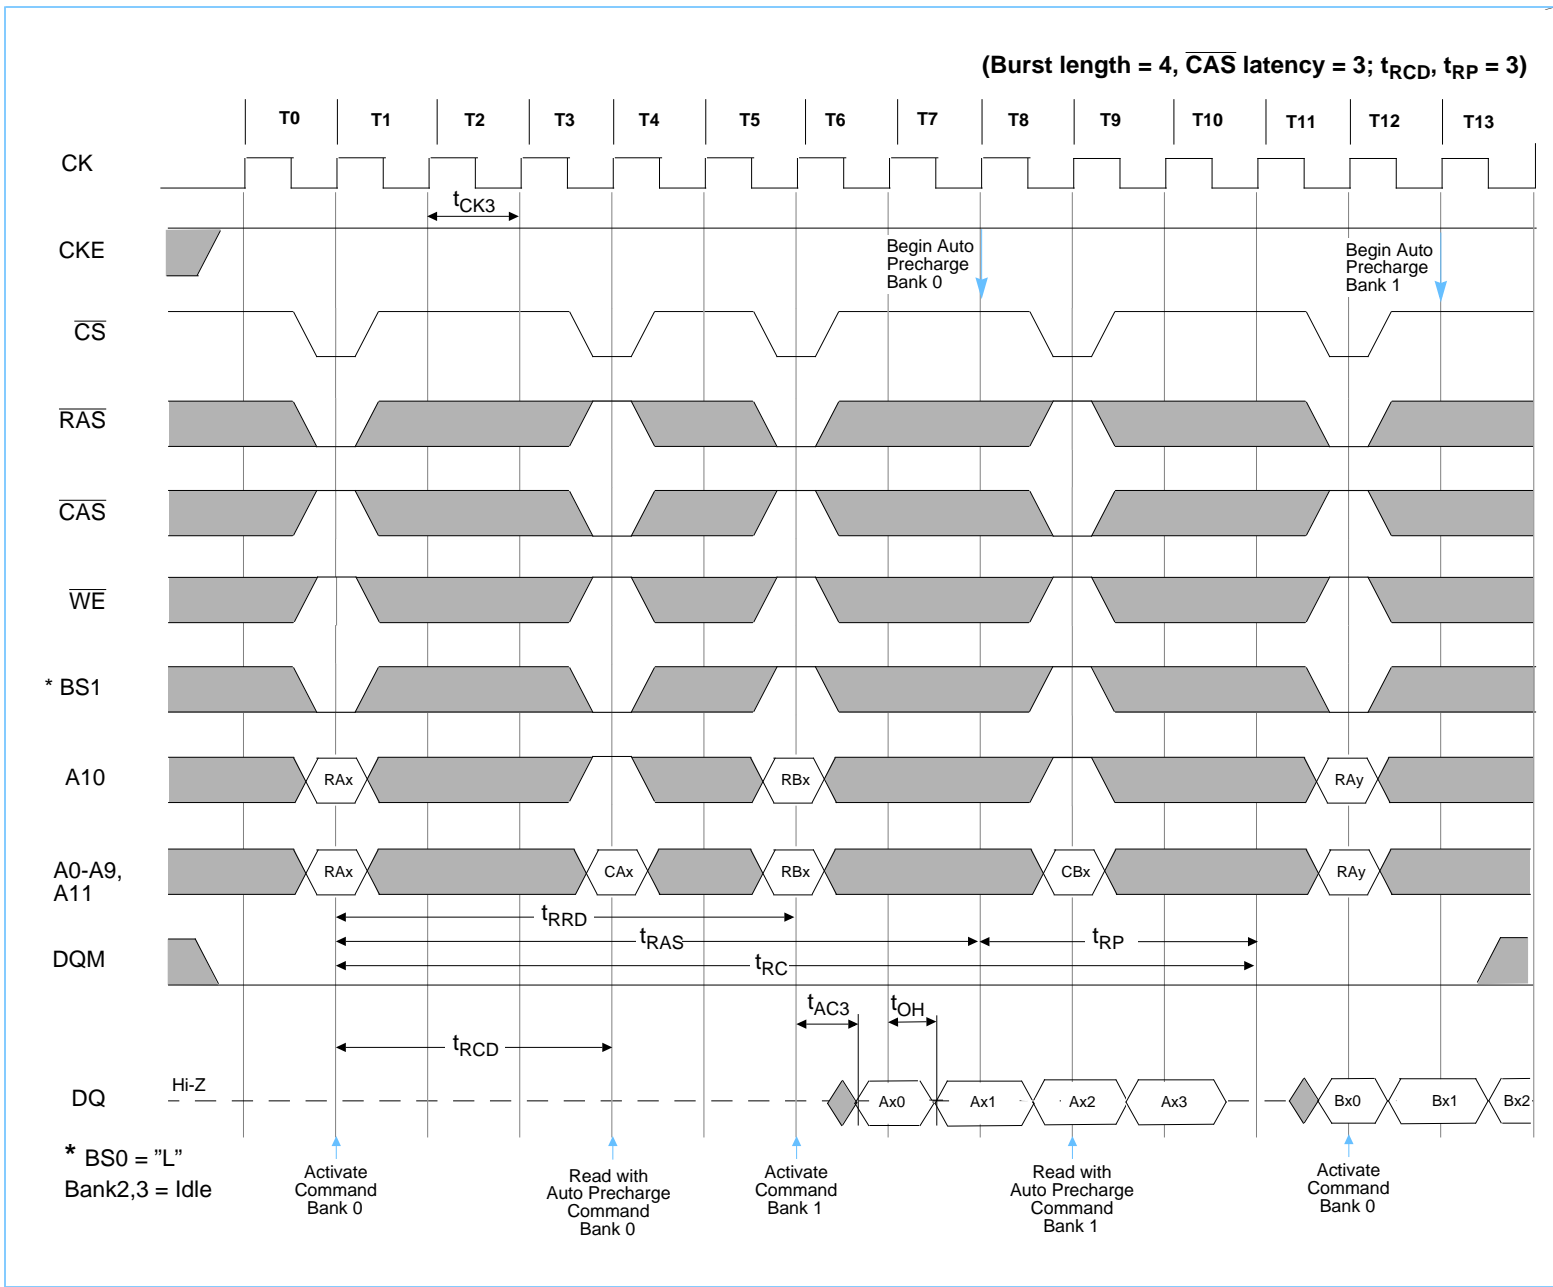 (Burst length = 4, CAS latency = 3; tRCD, tRP = 3)
T0 T1 T2 T3 T4 T5 T6 T7 T8 T9 T10 T11 T12 T13
CK
tCK3
CKE
Begin Auto
Precharge
Bank 0
Begin Auto
Precharge
Bank 1
CS
RAS
CAS
WE
* BS1
A10
RAx RBx RAy
A0-A9,
A11
RAx CAx RBx CBx RAy
tRRD
DQM
tRAS tRP
tRC
tAC3 tOH
tRCD
DQ
Hi-Z
Ax0 Ax1 Ax2 Ax3 Bx0 Bx1 Bx2
* BS0 = ”L”
Bank2,3 = Idle
Activate
Command
Bank 0
Read with
Auto Precharge
Command
Bank 0
Activate
Command
Bank 1
Read with
Auto Precharge
Command
Bank 1
Activate
Command
Bank 0